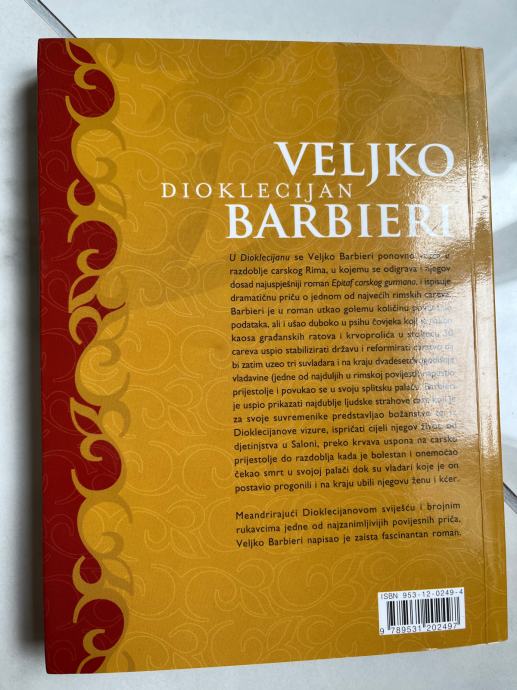 VELJKO
DIOKLECIJAN
BARBIERI
U Dioklecijanu se Veljko Barbieri ponovno u
razdoblje carskog Rima, u kojemu se odigrava i njegov
dosad najuspješniji roman Epitaf carskog gurmana, i ispisuje
dramatičnu priču o jednom od najvećih rimskih careva.
Barbieri je u roman utkao golemu količinu
podataka, ali i ušao duboko u psihu čovjeka koji je nakon
kaosa građanskih ratova i krvoprolića u stoljeću 30
careva uspio stabilizirati državu i reformirati carstvo da
bi zatim uzeo tri suvladara i na kraju dvadesetogodišnje
vladavine (jedne od najduljih u rimskoj povijesti) napustio
prijestolje i povukao se u svoju splitsku palaču. Barbieri
je uspio prikazati najdublje ljudske strahove cara koji je
za svoje suvremenike predstavljao božanstvo te iz
Dioklecijanove vizure, ispričati cijeli njegov život od
djetinjstva u Saloni, preko krvava uspona na carsko
prijestolje do razdoblja kada je bolestan i onemoćao
čekao smrt u svojoj palači dok su vladari koje je on
postavio progonili i na kraju ubili njegovu ženu i kćer.
Meandrirajući Dioklecijanovom sviješću i brojnim
rukavcima jedne od najzanimljivijih povijesnih priča,
Veljko Barbieri napisao je zaista fascinantan roman.
ISBN 953-12-0249-4
9 789531 202497